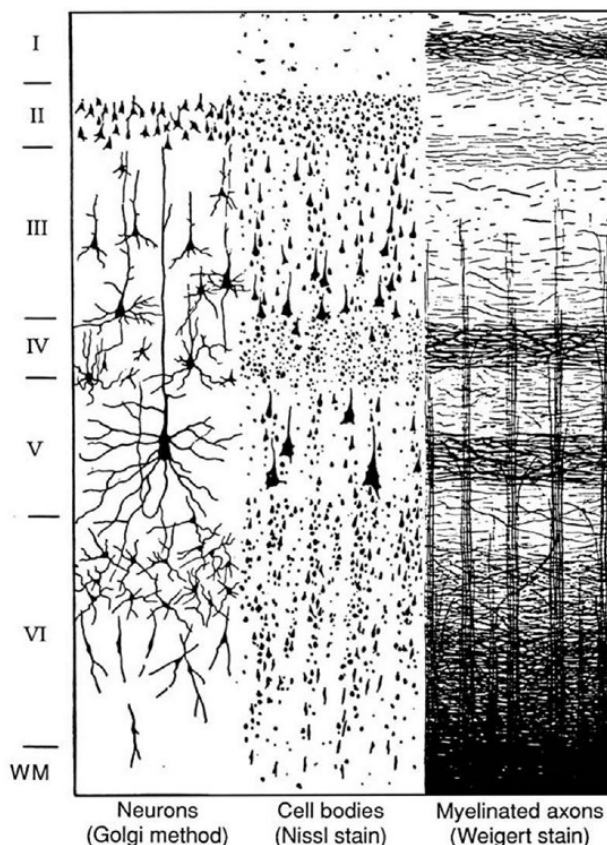 I
II
III
IV
V
VI
WM
Neurons
(Golgi method)
Cell bodies
(Nissl stain)
Myelinated axons
(Weigert stain)